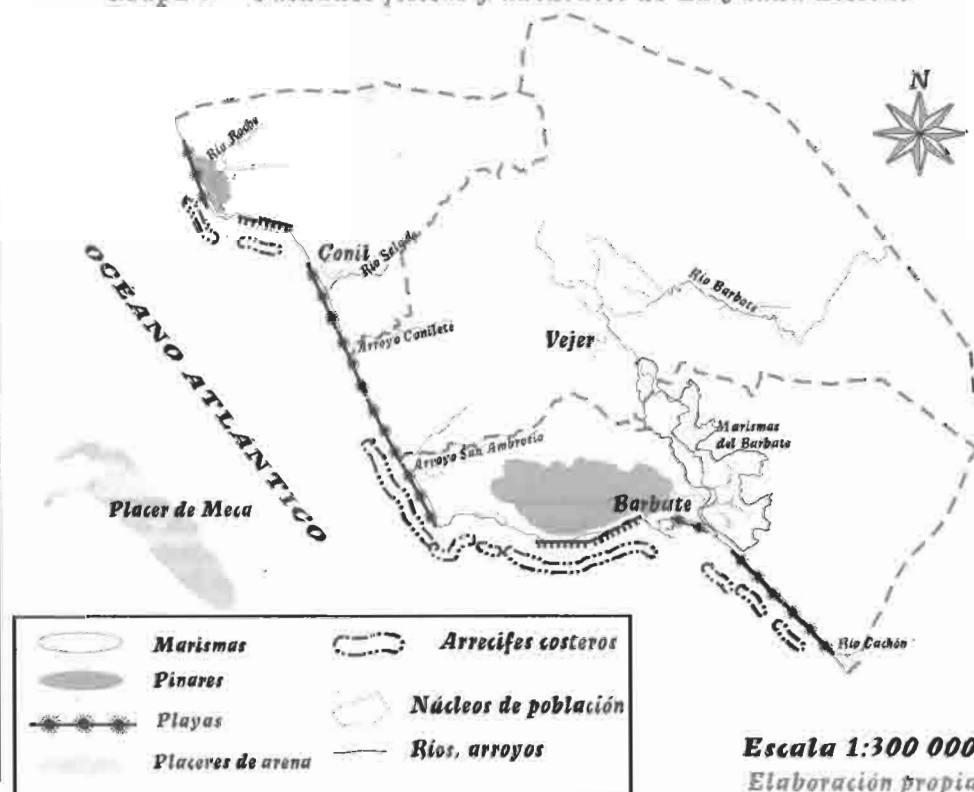 N
Río Roche
Conil
Río Salado
OCÉANO ATLÁNTICO
Río Barbate
Arroyo Conilete
Vejer
Marismas
del Barbate
Arroyo San Ambrosio
Placer de Meca
Barbate
Río Cachón
Marismas
Pinares
Playas
Placeres de arena
Arrecifes costeros
Núcleos de población
Ríos, arroyos
Escala 1:300 000
Elaboración propia